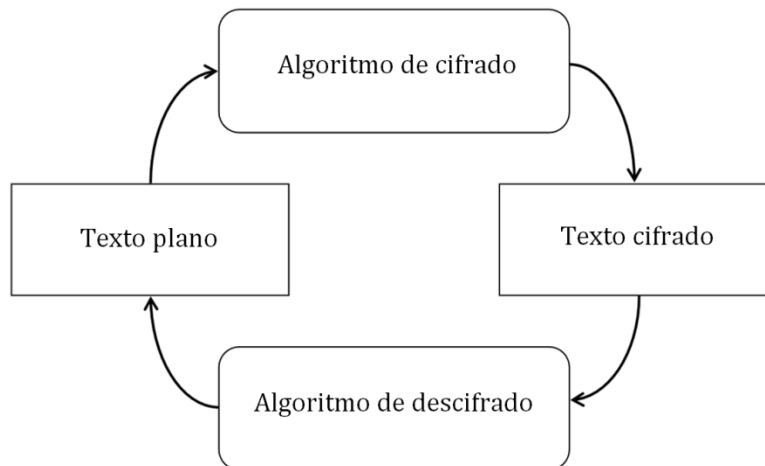 Algoritmo de cifrado
Texto plano
Texto cifrado
Algoritmo de descifrado